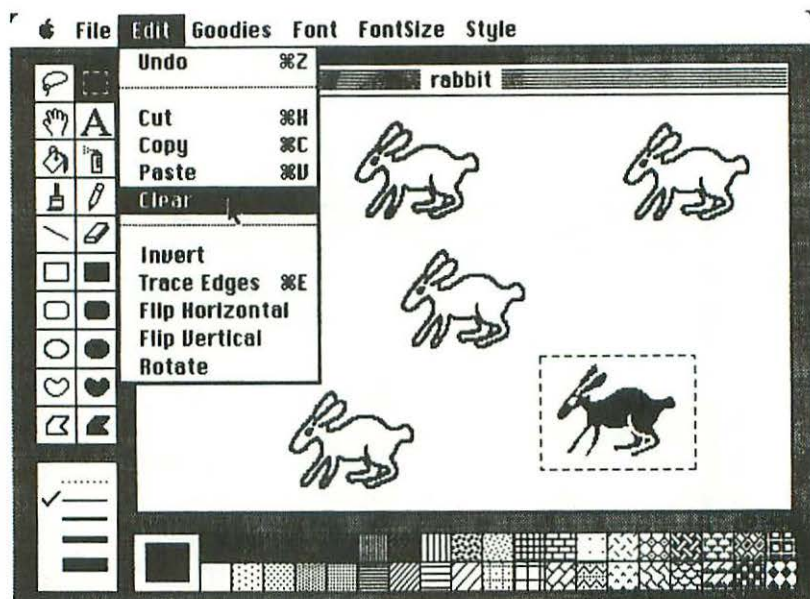 File Edit Goodies Font FontSize Style
rabbit
Undo ⌘Z
Cut ⌘X
Copy ⌘C
Paste ⌘V
Clear
Invert
Trace Edges ⌘E
Flip Horizontal
Flip Vertical
Rotate
A